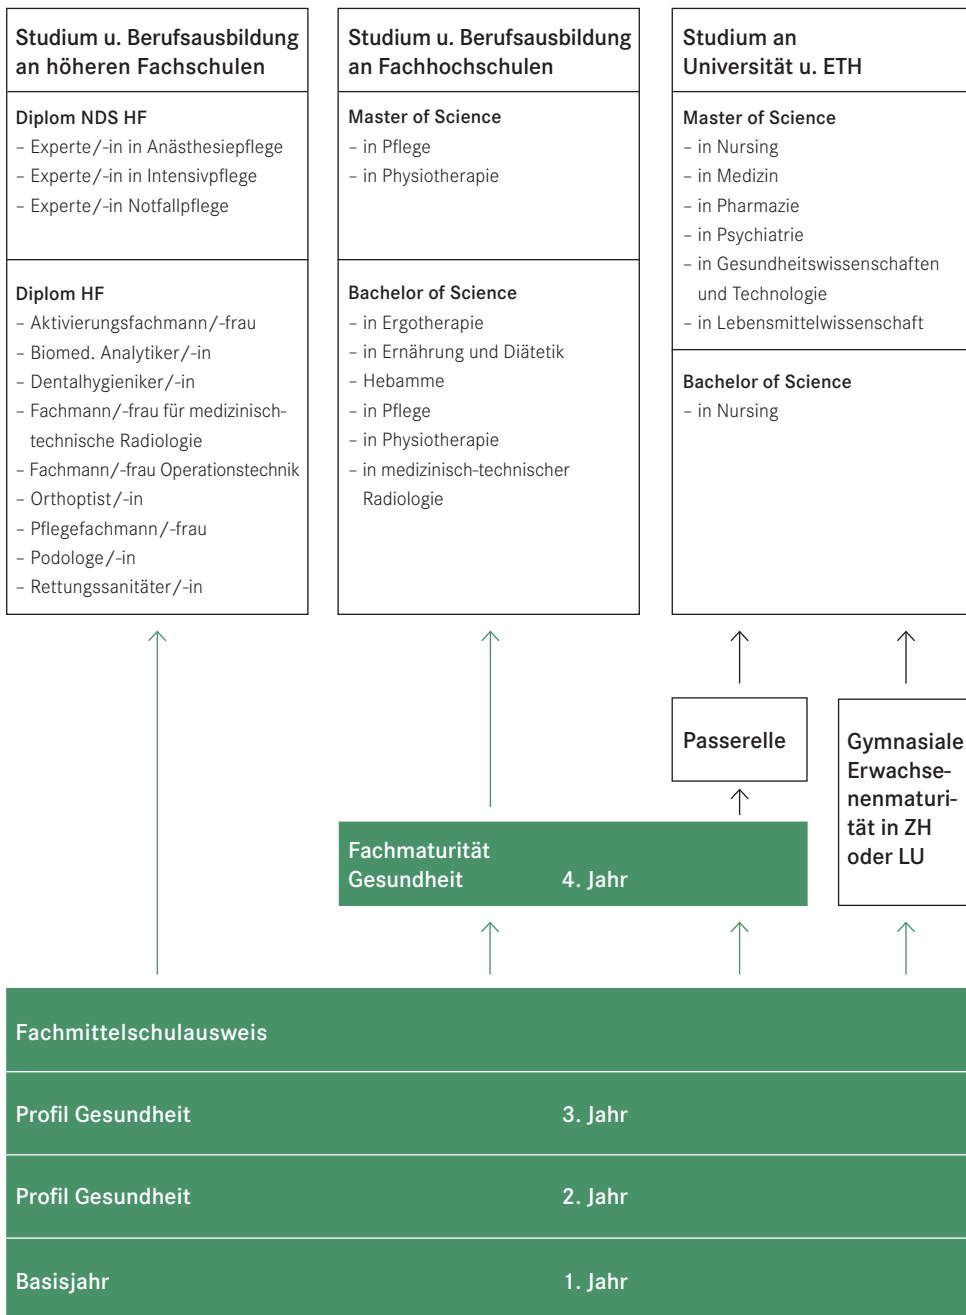 Studium u. Berufsausbildung
an höheren Fachschulen
Diplom NDS HF
– Experte/-in in Anästhesiepflege
– Experte/-in in Intensivpflege
– Experte/-in Notfallpflege
Diplom HF
– Aktivierungsfachmann/-frau
– Biomed. Analytiker/-in
– Dentalhygieniker/-in
– Fachmann/-frau für medizinisch-
technische Radiologie
– Fachmann/-frau Operationstechnik
– Orthoptist/-in
– Pflegefachmann/-frau
– Podologe/-in
– Rettungssanitäter/-in
Studium u. Berufsausbildung
an Fachhochschulen
Master of Science
– in Pflege
– in Physiotherapie
Bachelor of Science
– in Ergotherapie
– in Ernährung und Diätetik
– Hebamme
– in Pflege
– in Physiotherapie
– in medizinisch-technischer
Radiologie
Studium an
Universität u. ETH
Master of Science
– in Nursing
– in Medizin
– in Pharmazie
– in Psychiatrie
– in Gesundheitswissenschaften
und Technologie
– in Lebensmittelwissenschaft
Bachelor of Science
– in Nursing
Passerelle
Gymnasiale
Erwachse-
nenmaturi-
tät in ZH
oder LU
Fachmaturität
Gesundheit 4. Jahr
Fachmittelschulausweis
Profil Gesundheit 3. Jahr
Profil Gesundheit 2. Jahr
Basisjahr 1. Jahr